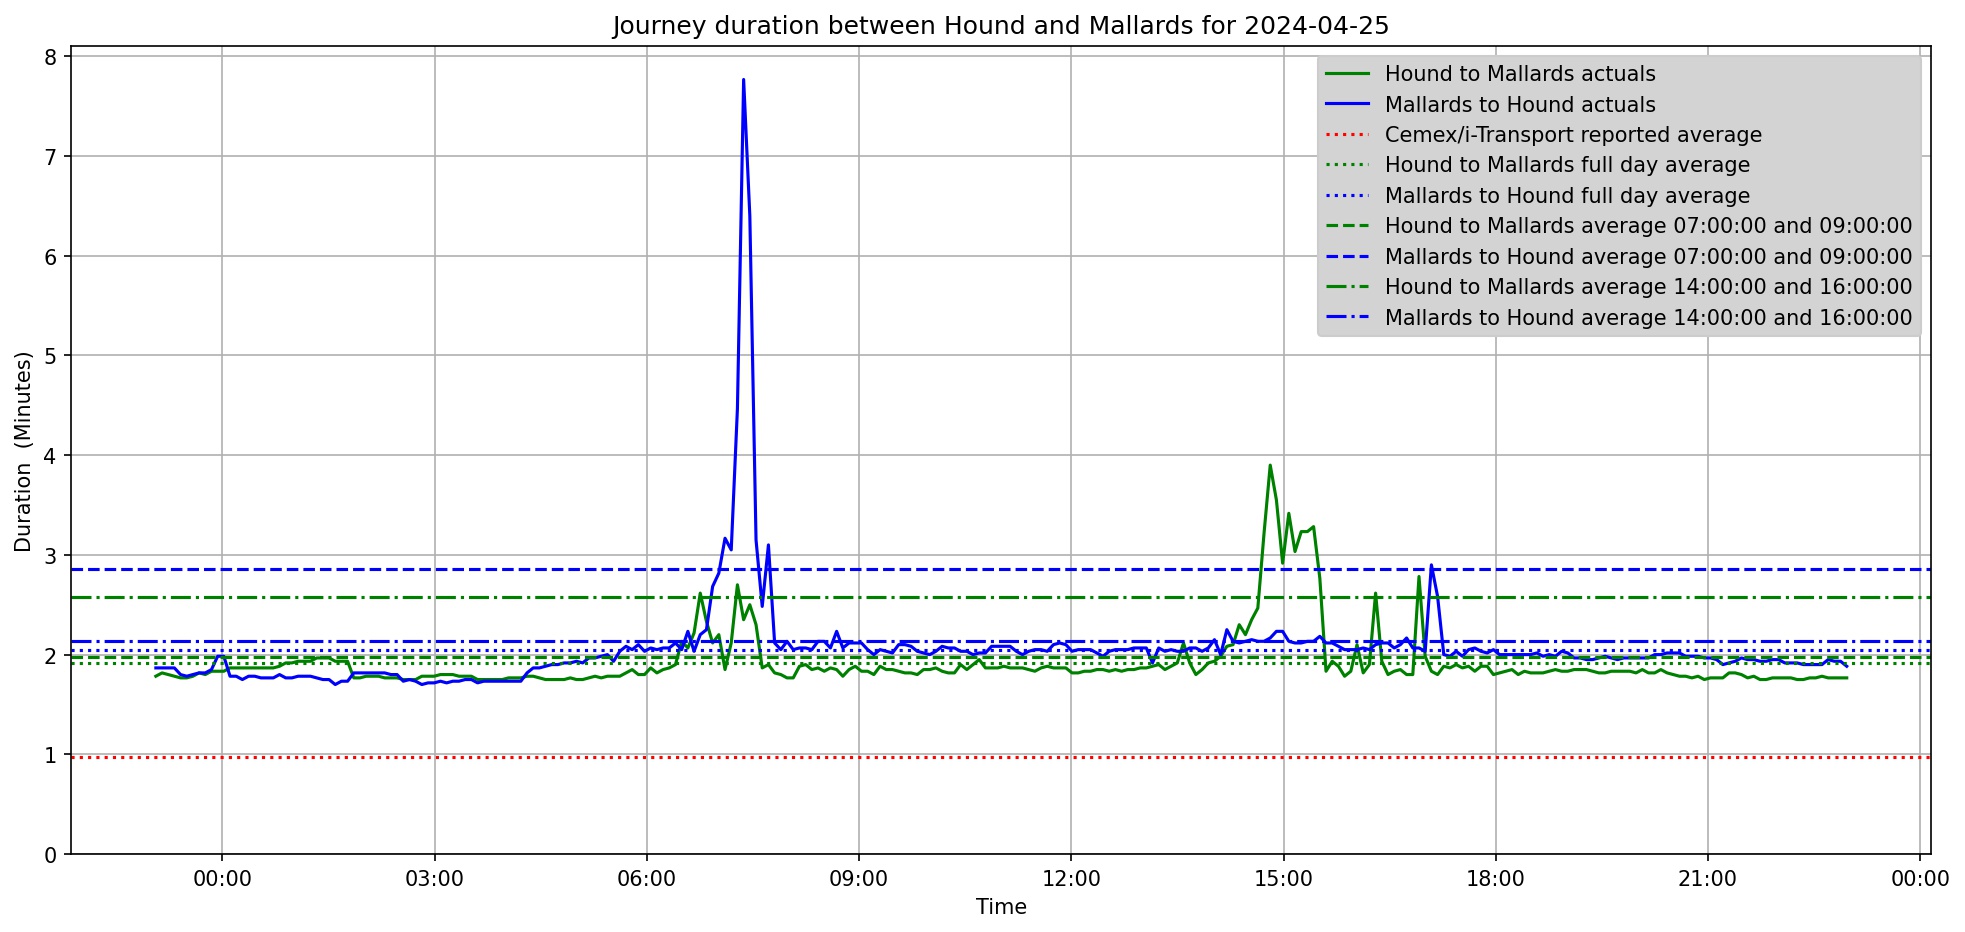 Journey duration between Hound and Mallards for 2024-04-25
8
7
6
5
4
3
2
1
0
Duration (Minutes)
Hound to Mallards actuals
Mallards to Hound actuals
Cemex/i-Transport reported average
Hound to Mallards full day average
Mallards to Hound full day average
Hound to Mallards average 07:00:00 and 09:00:00
Mallards to Hound average 07:00:00 and 09:00:00
Hound to Mallards average 14:00:00 and 16:00:00
Mallards to Hound average 14:00:00 and 16:00:00
00:00 03:00 06:00 09:00 12:00 15:00 18:00 21:00 00:00
Time